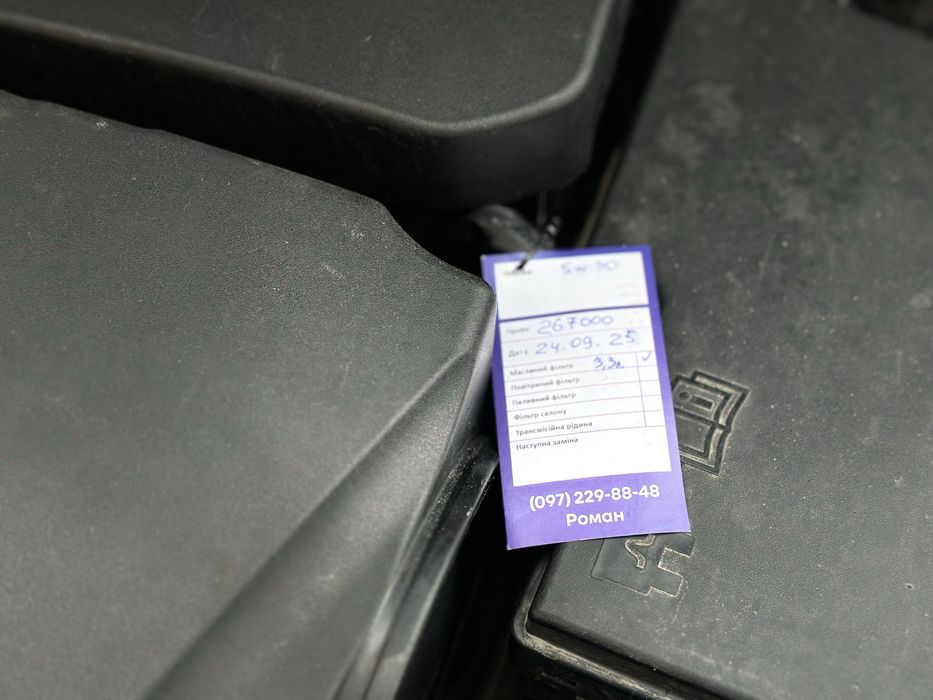 5w-30
Пробіг 267000
Дата 24.09.25
Масляний фільтр 3,3л ✓
Повітряний фільтр
Паливний фільтр
Фільтр салону
Трансмісійна рідина
Наступна заміна
(097) 229-88-48
Роман